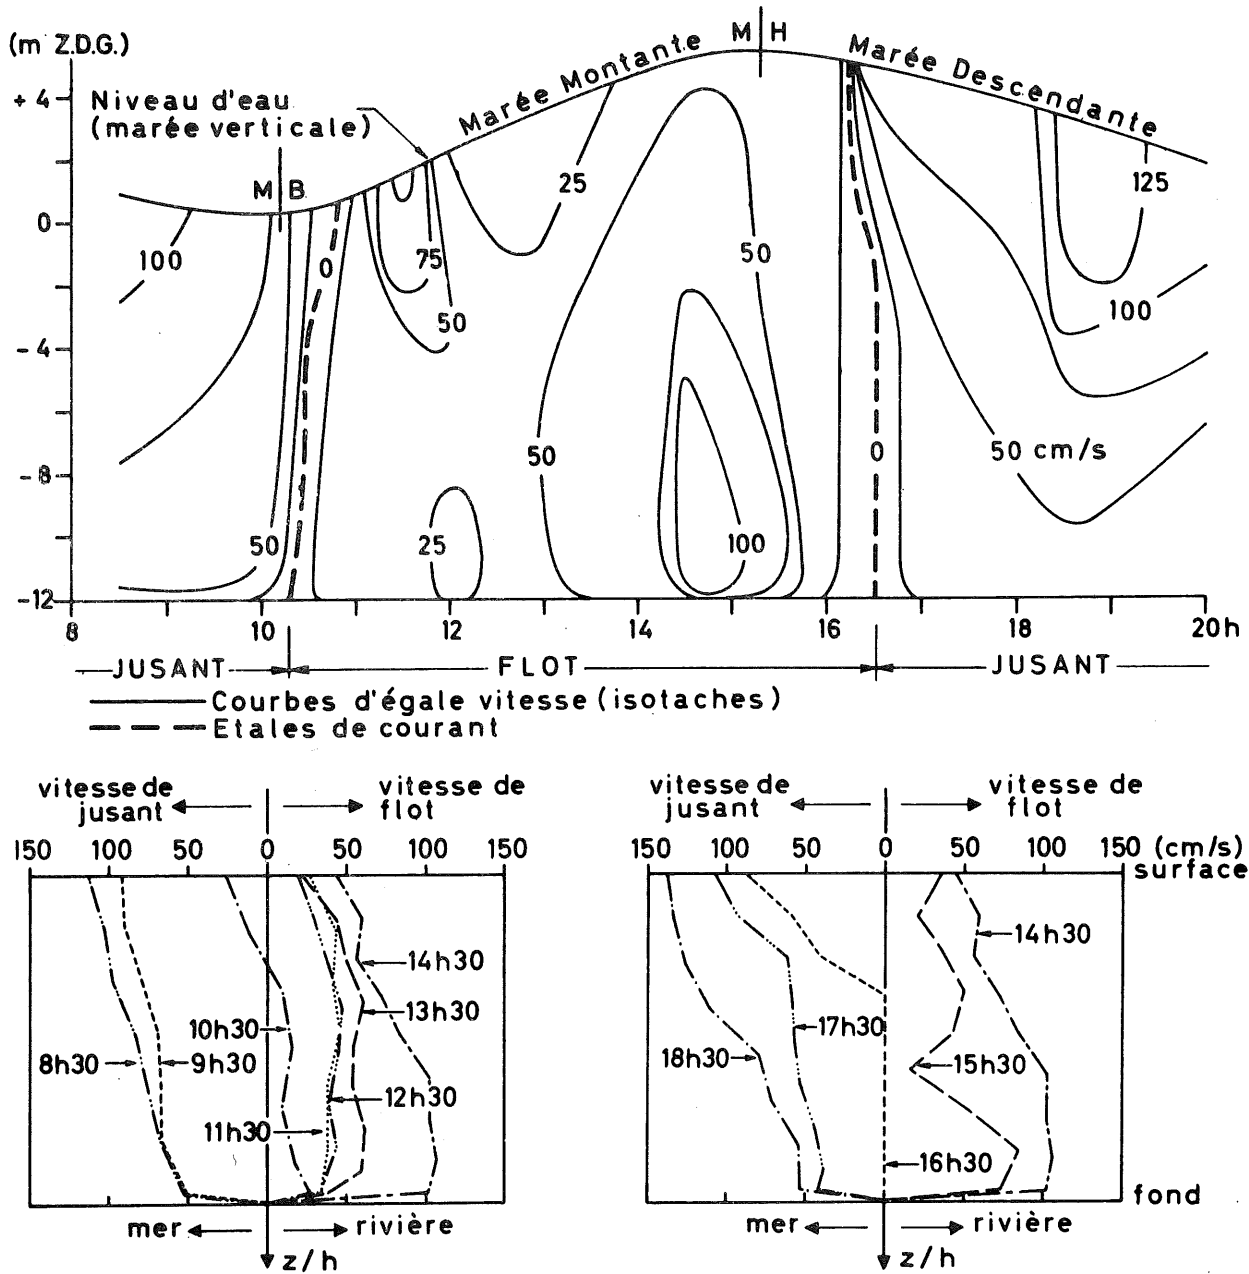 (m Z.D.G.)
M H
Marée Montante
Marée Descendante
Niveau d'eau
(marée verticale)
M B
+ 4
0
- 4
- 8
-12
100
50
0
75
50
25
50
50
25
100
0
125
100
50 cm/s
8
10
12
14
16
18
20h
JUSANT
FLOT
JUSANT
Courbes d'égale vitesse (isotaches)
Etales de courant
vitesse de
jusant
vitesse de
flot
150 100 50 0 50 100 150
14h30
13h30
10h30
8h30
9h30
12h30
11h30
mer
rivière
z/h
vitesse de
jusant
vitesse de
flot
150 100 50 0 50 100 150 (cm/s)
surface
14h30
17h30
18h30
15h30
16h30
fond
mer
rivière
z/h